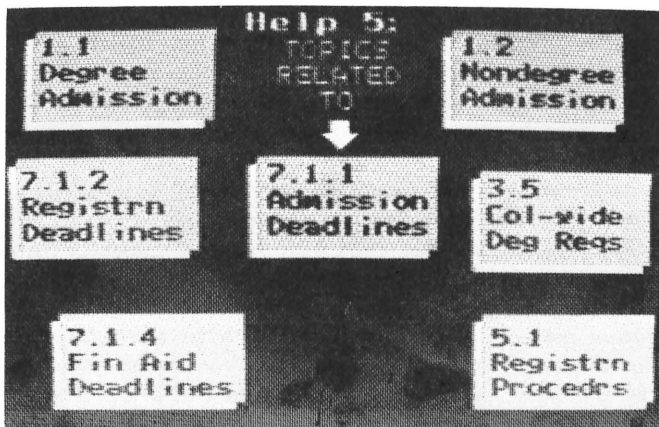 Help 5:
TOPICS
RELATED
TO
1.1
Degree
Admission
1.2
Nondegree
Admission
7.1.2
Registrn
Deadlines
7.1.1
Admission
Deadlines
3.5
Col-wide
Deg Reqs
7.1.4
Fin Aid
Deadlines
5.1
Registrn
Procedrs